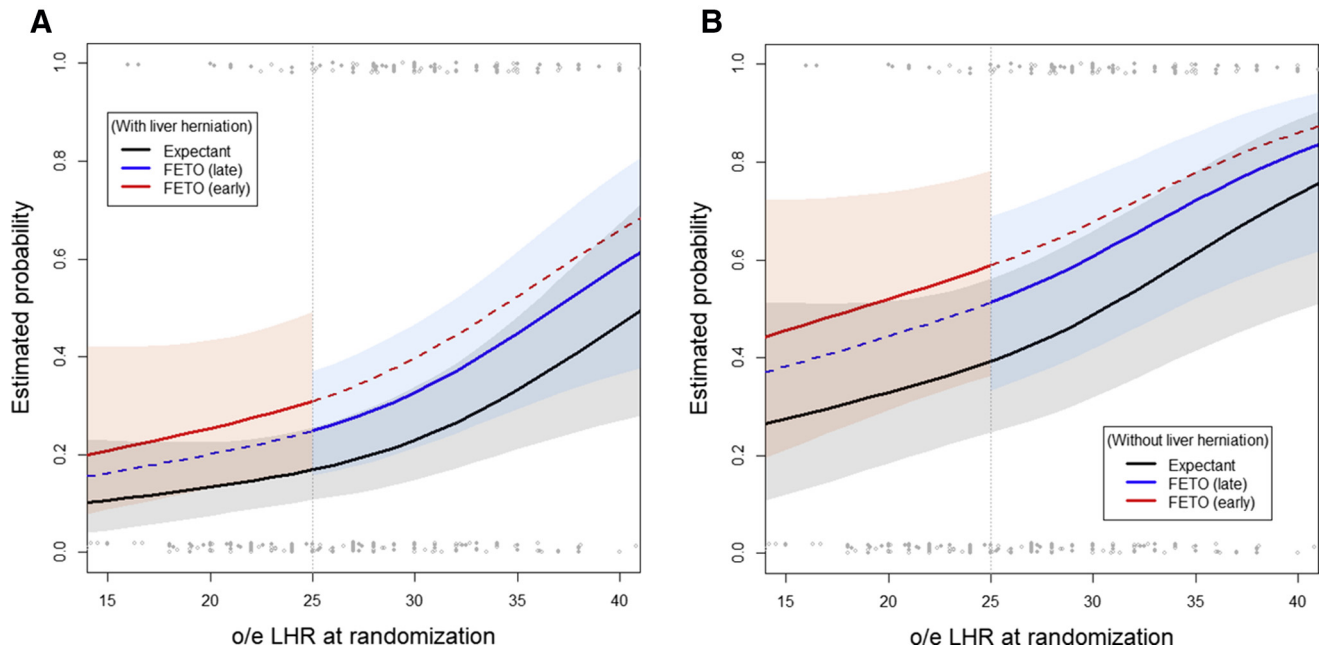 A
1.0
0.8
0.6
0.4
0.2
0.0
Estimated probability
(With liver herniation)
Expectant
FETO (late)
FETO (early)
15 20 25 30 35 40
o/e LHR at randomization
B
1.0
0.8
0.6
0.4
0.2
0.0
Estimated probability
(Without liver herniation)
Expectant
FETO (late)
FETO (early)
15 20 25 30 35 40
o/e LHR at randomization